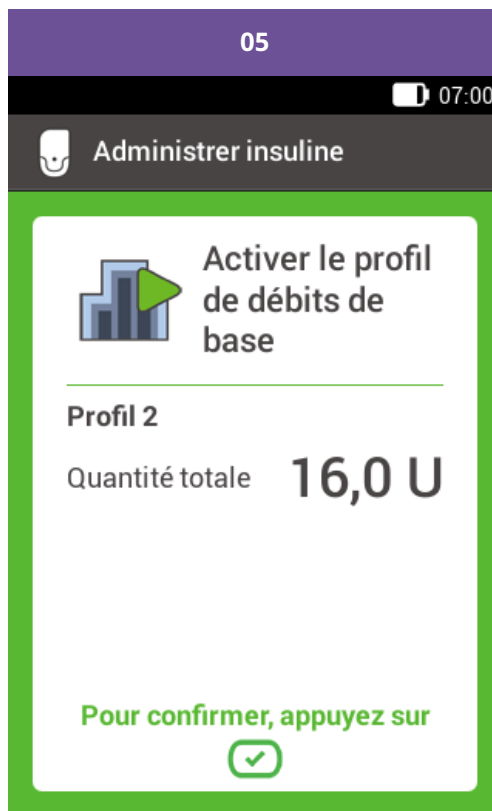 05
07:00
Administrer insuline
Activer le profil
de débits de
base
Profil 2
Quantité totale 16,0 U
Pour confirmer, appuyez sur